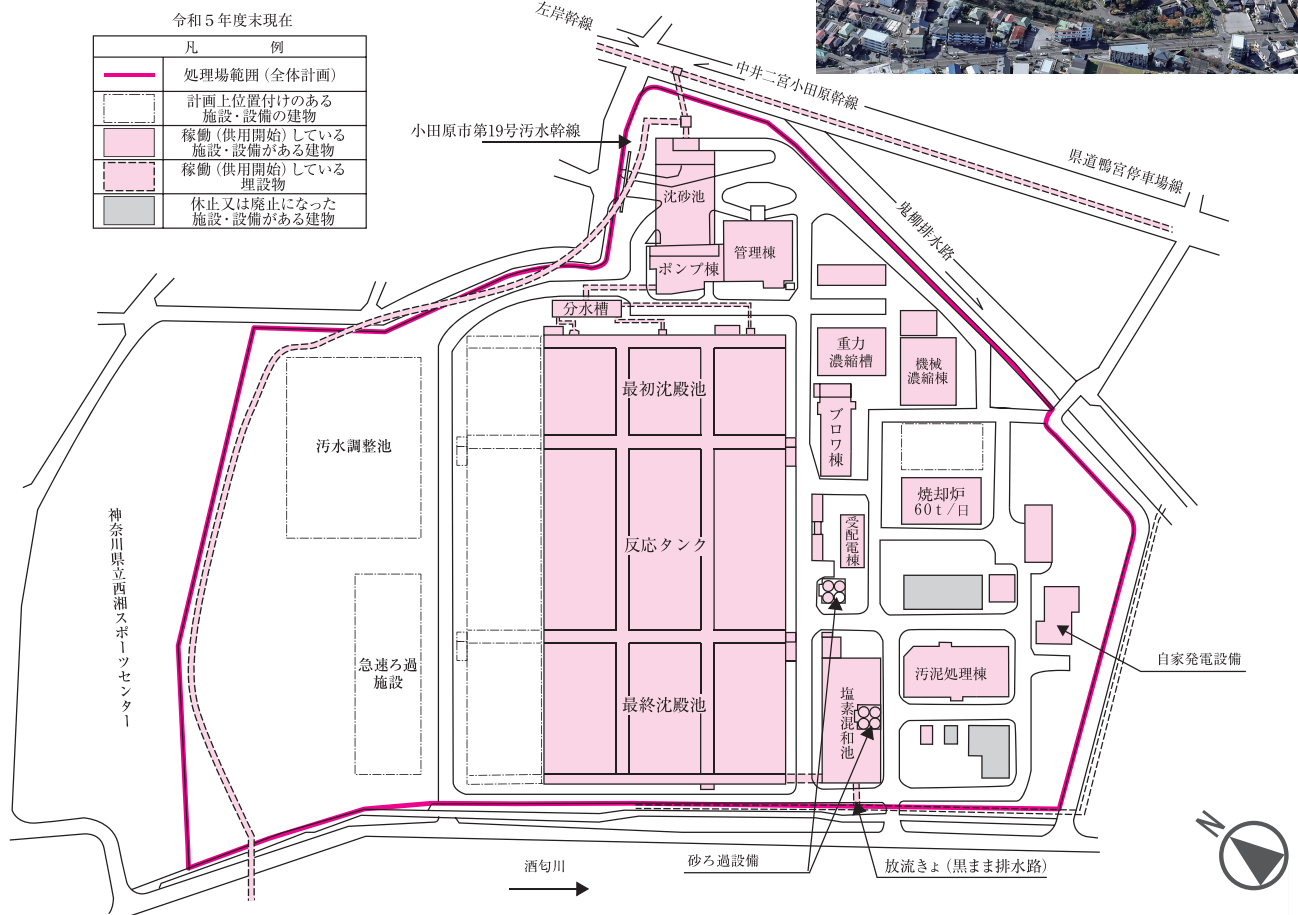 令和5年度末現在
凡 例
処理場範囲(全体計画)
計画上位置付けのある
施設・設備の建物
稼働(供用開始)している
施設・設備がある建物
稼働(供用開始)している
埋設物
休止又は廃止になった
施設・設備がある建物
左岸幹線
中井二宮小田原幹線
県道鴨宮停車場線
小田原市第19号汚水幹線
鬼柳排水路
沈砂池
管理棟
ポンプ棟
分水槽
重力
濃縮槽
機械
濃縮棟
最初沈殿池
ブロワ棟
汚水調整池
焼却炉
60t/日
受配電棟
反応タンク
神奈川県立西湘スポーツセンター
急速ろ過
施設
自家発電設備
汚泥処理棟
最終沈殿池
塩素混和池
砂ろ過設備
放流きょ(黒まま排水路)
酒匂川
N